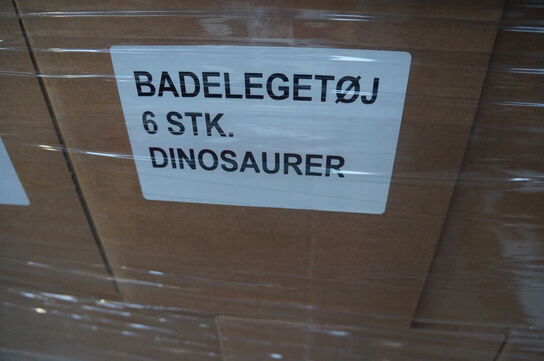 BADELEGETØJ
6 STK.
DINOSAURER